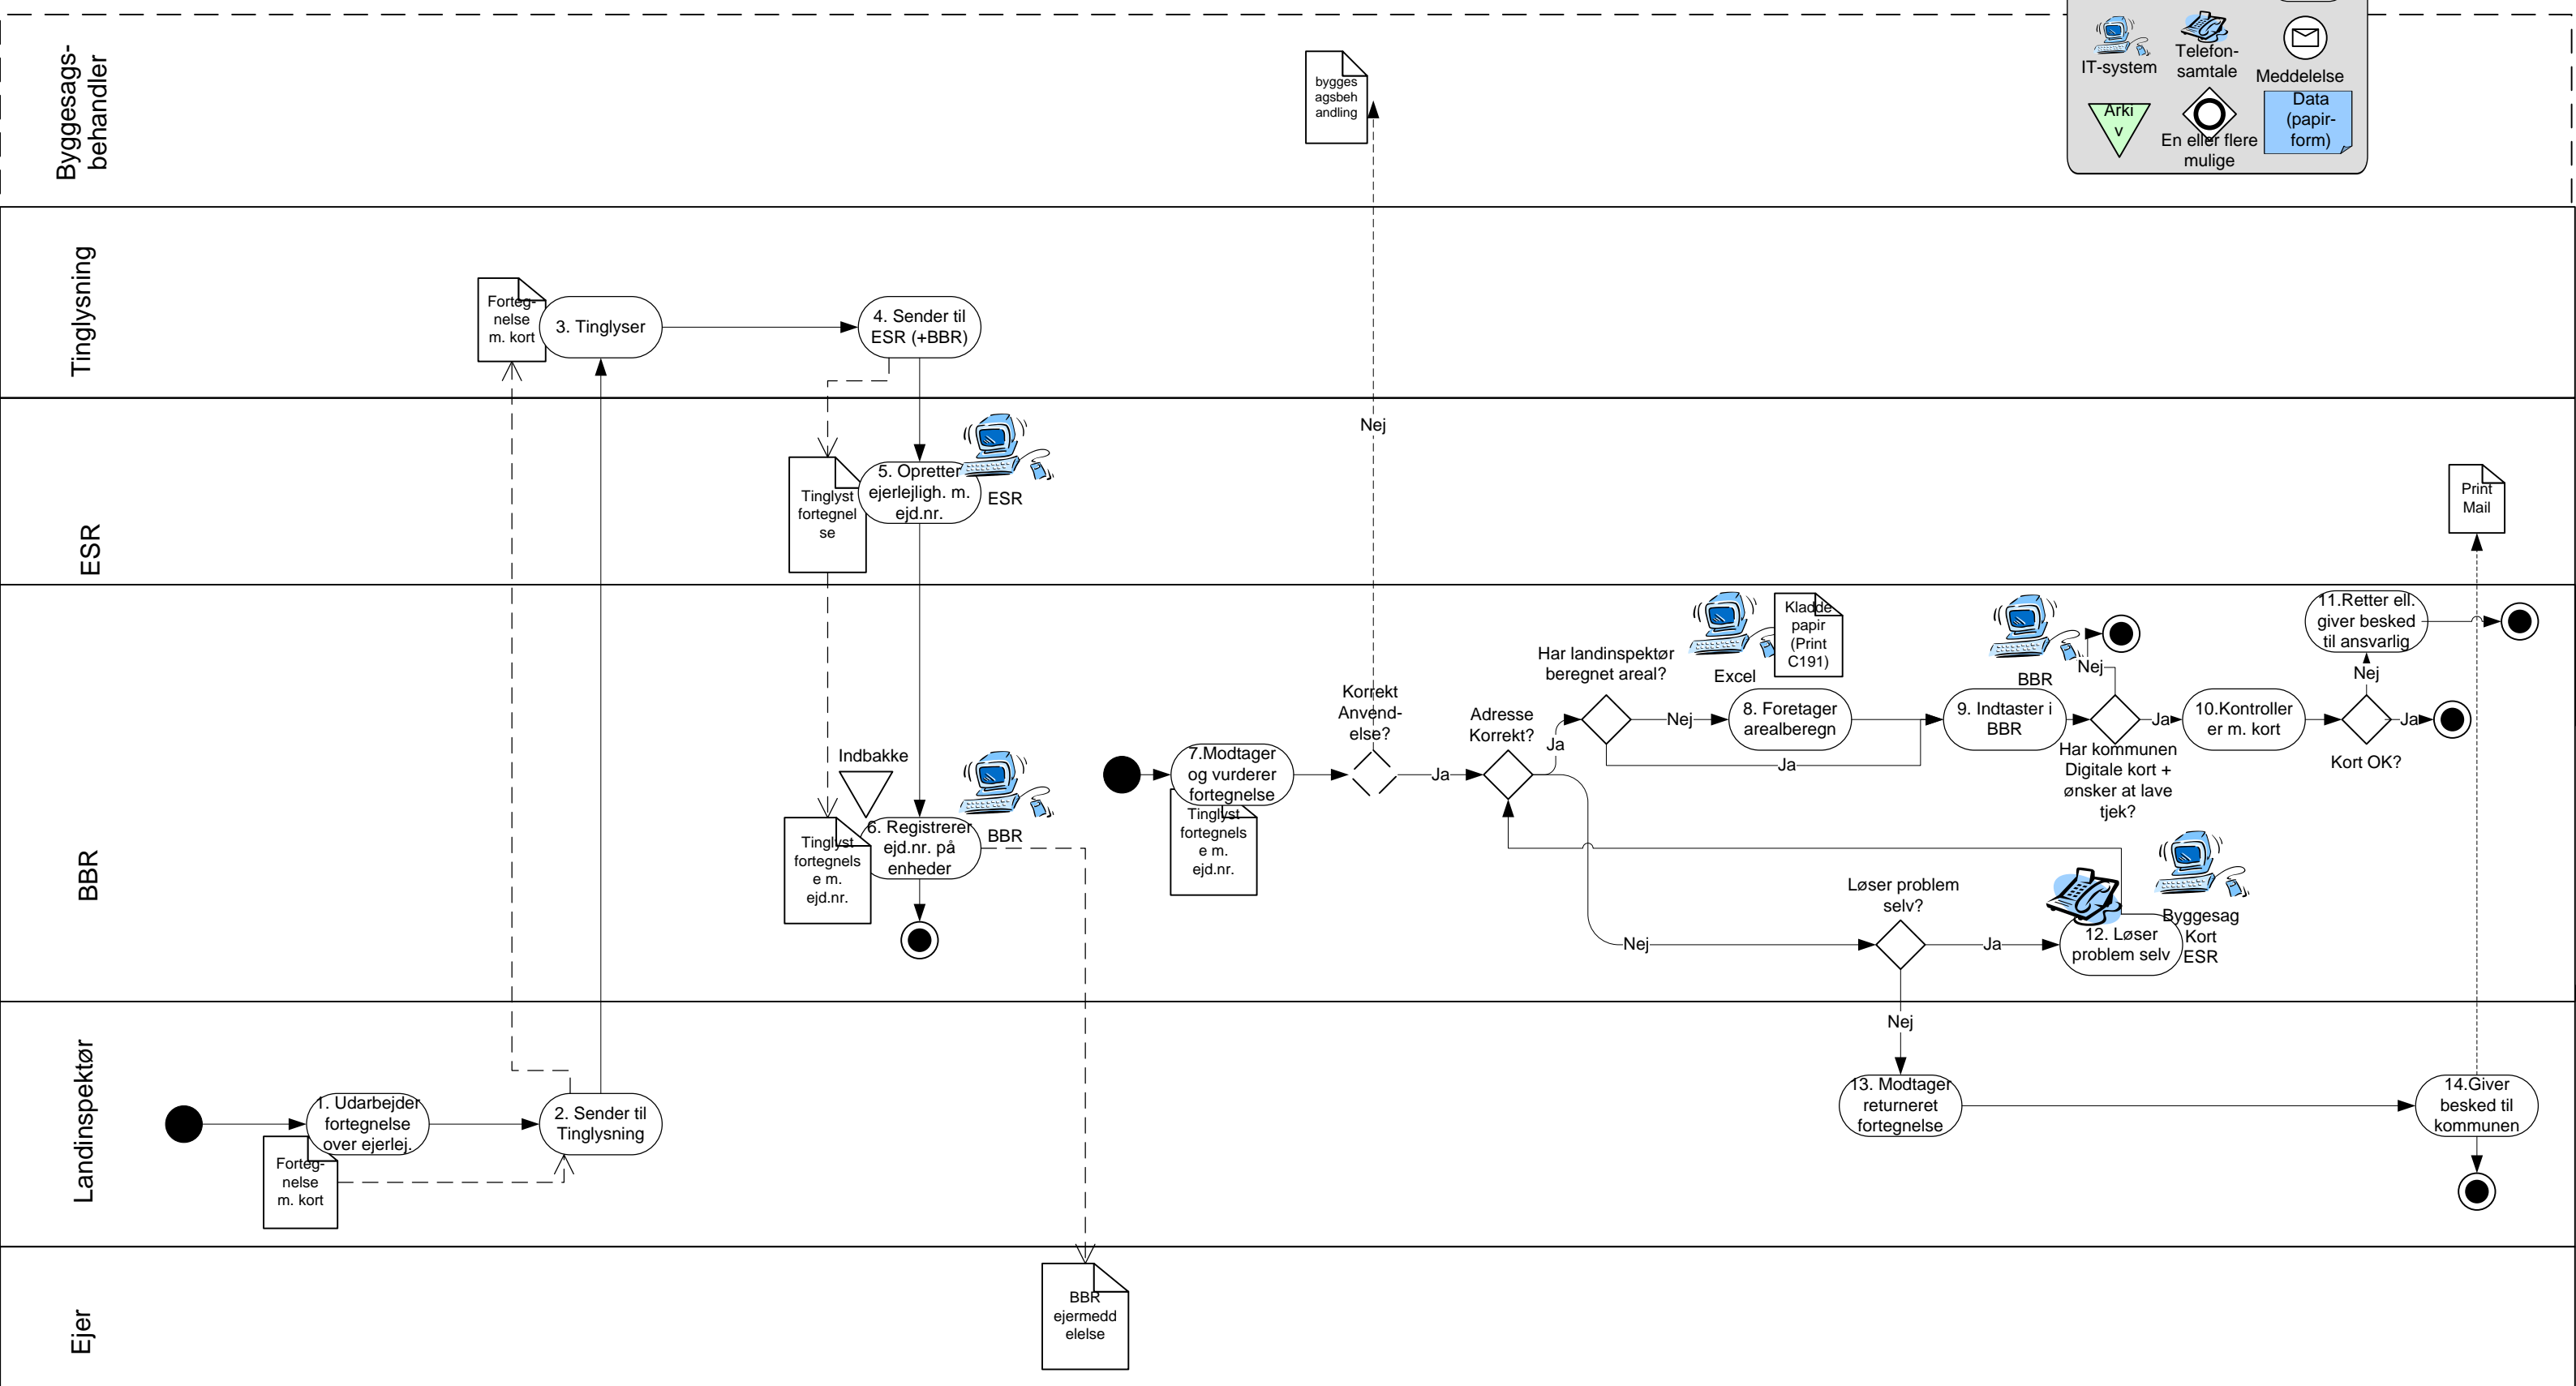 Byggesags-
behandler
bygges
agsbeh
andling
IT-system
Telefon-
samtale
Meddelelse
Arki
v
En eller flere
mulige
Data
(papir-
form)
Tinglysning
Forteg-
nelse
m. kort
3. Tinglyser
4. Sender til
ESR (+BBR)
ESR
Tinglyst
fortegnel
se
5. Opretter
ejerlejligh. m.
ejd.nr.
ESR
Nej
Print
Mail
BBR
Indbakke
Tinglyst
fortegnels
e m.
ejd.nr.
6. Registrerer
ejd.nr. på
enheder
BBR
7.Modtager
og vurderer
fortegnelse
Tinglyst
fortegnels
e m.
ejd.nr.
Korrekt
Anvend-
else?
Ja
Adresse
Korrekt?
Ja
Har landinspektør
beregnet areal?
Nej
Ja
Excel
Kladde
papir
(Print
C191)
8. Foretager
arealberegn
BBR
9. Indtaster i
BBR
Nej
Har kommunen
Digitale kort +
ønsker at lave
tjek?
Ja
10.Kontroller
er m. kort
11.Retter ell.
giver besked
til ansvarlig
Nej
Ja
Kort OK?
Nej
Løser problem
selv?
Ja
12. Løser
problem selv
Byggesag
Kort
ESR
Nej
Landinspektør
1. Udarbejder
fortegnelse
over ejerlej.
Forteg-
nelse
m. kort
2. Sender til
Tinglysning
13. Modtager
returneret
fortegnelse
14.Giver
besked til
kommunen
Ejer
BBR
ejermedd
elelse